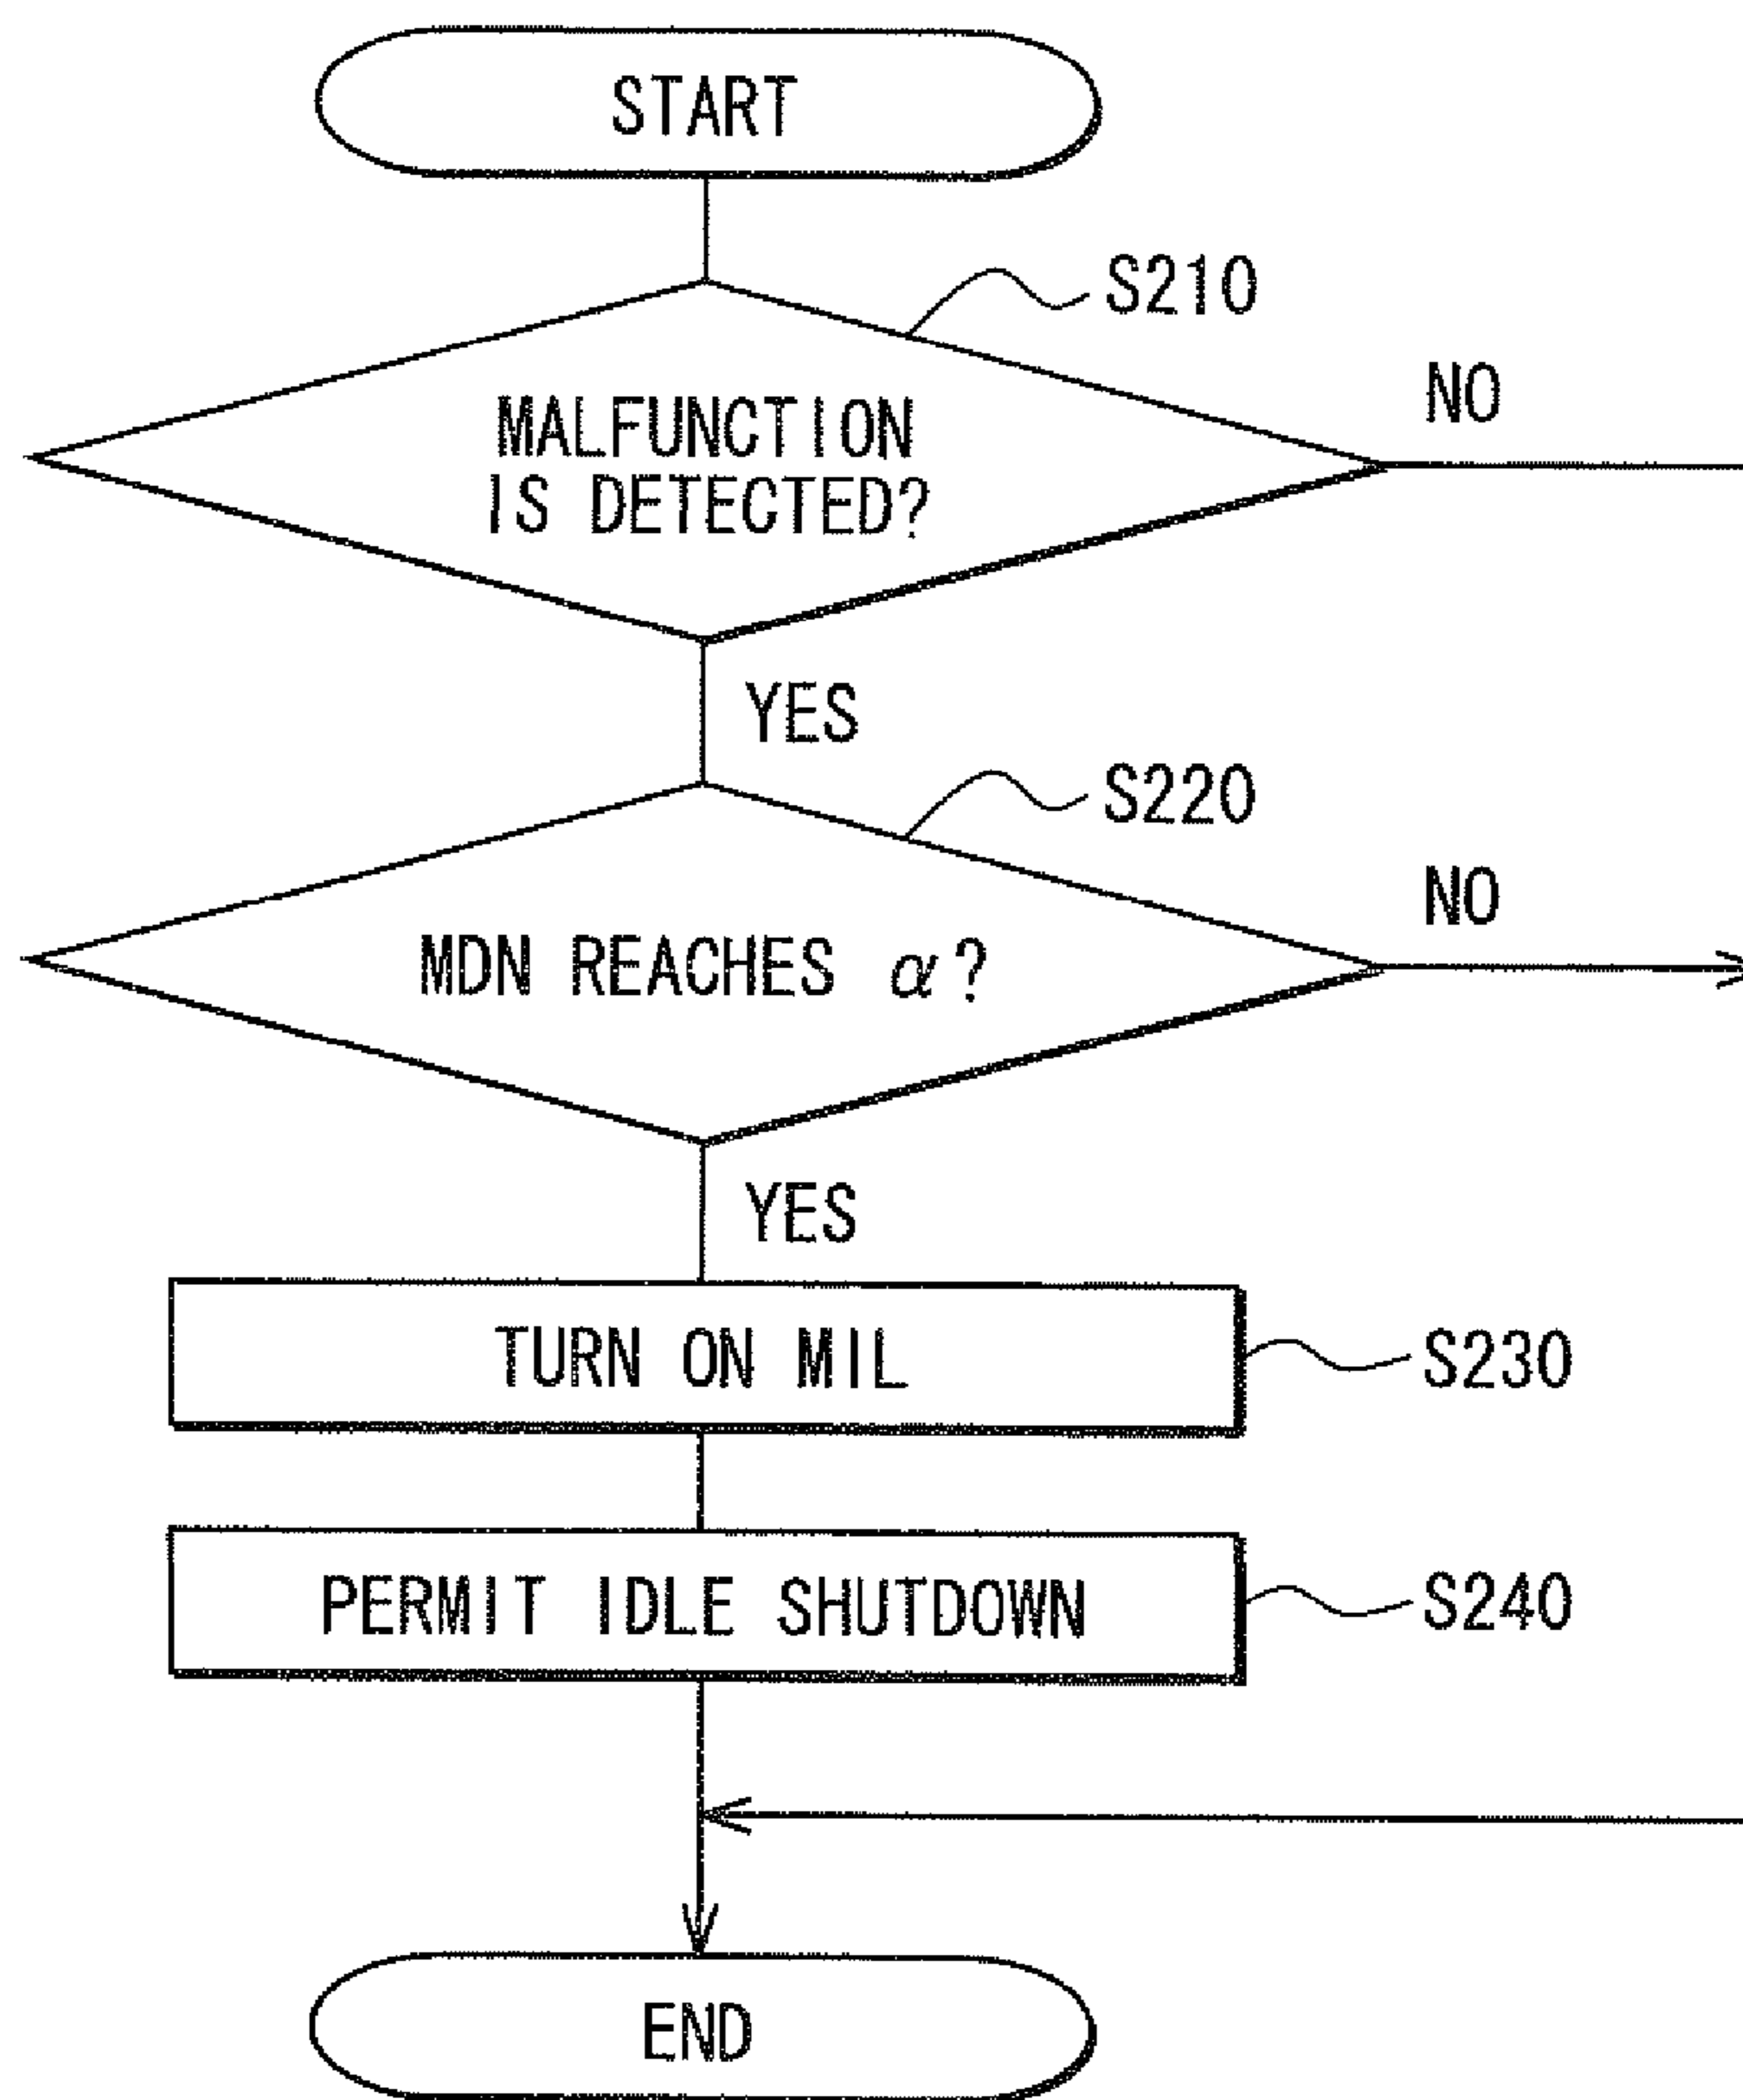 START
S210
NO
MALFUNCTION
IS DETECTED?
YES
S220
NO
MDN REACHES α?
YES
TURN ON MIL
S230
PERMIT IDLE SHUTDOWN
S240
END